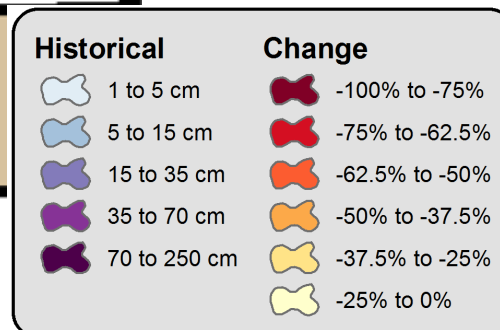 Historical
1 to 5 cm
5 to 15 cm
15 to 35 cm
35 to 70 cm
70 to 250 cm
Change
-100% to -75%
-75% to -62.5%
-62.5% to -50%
-50% to -37.5%
-37.5% to -25%
-25% to 0%